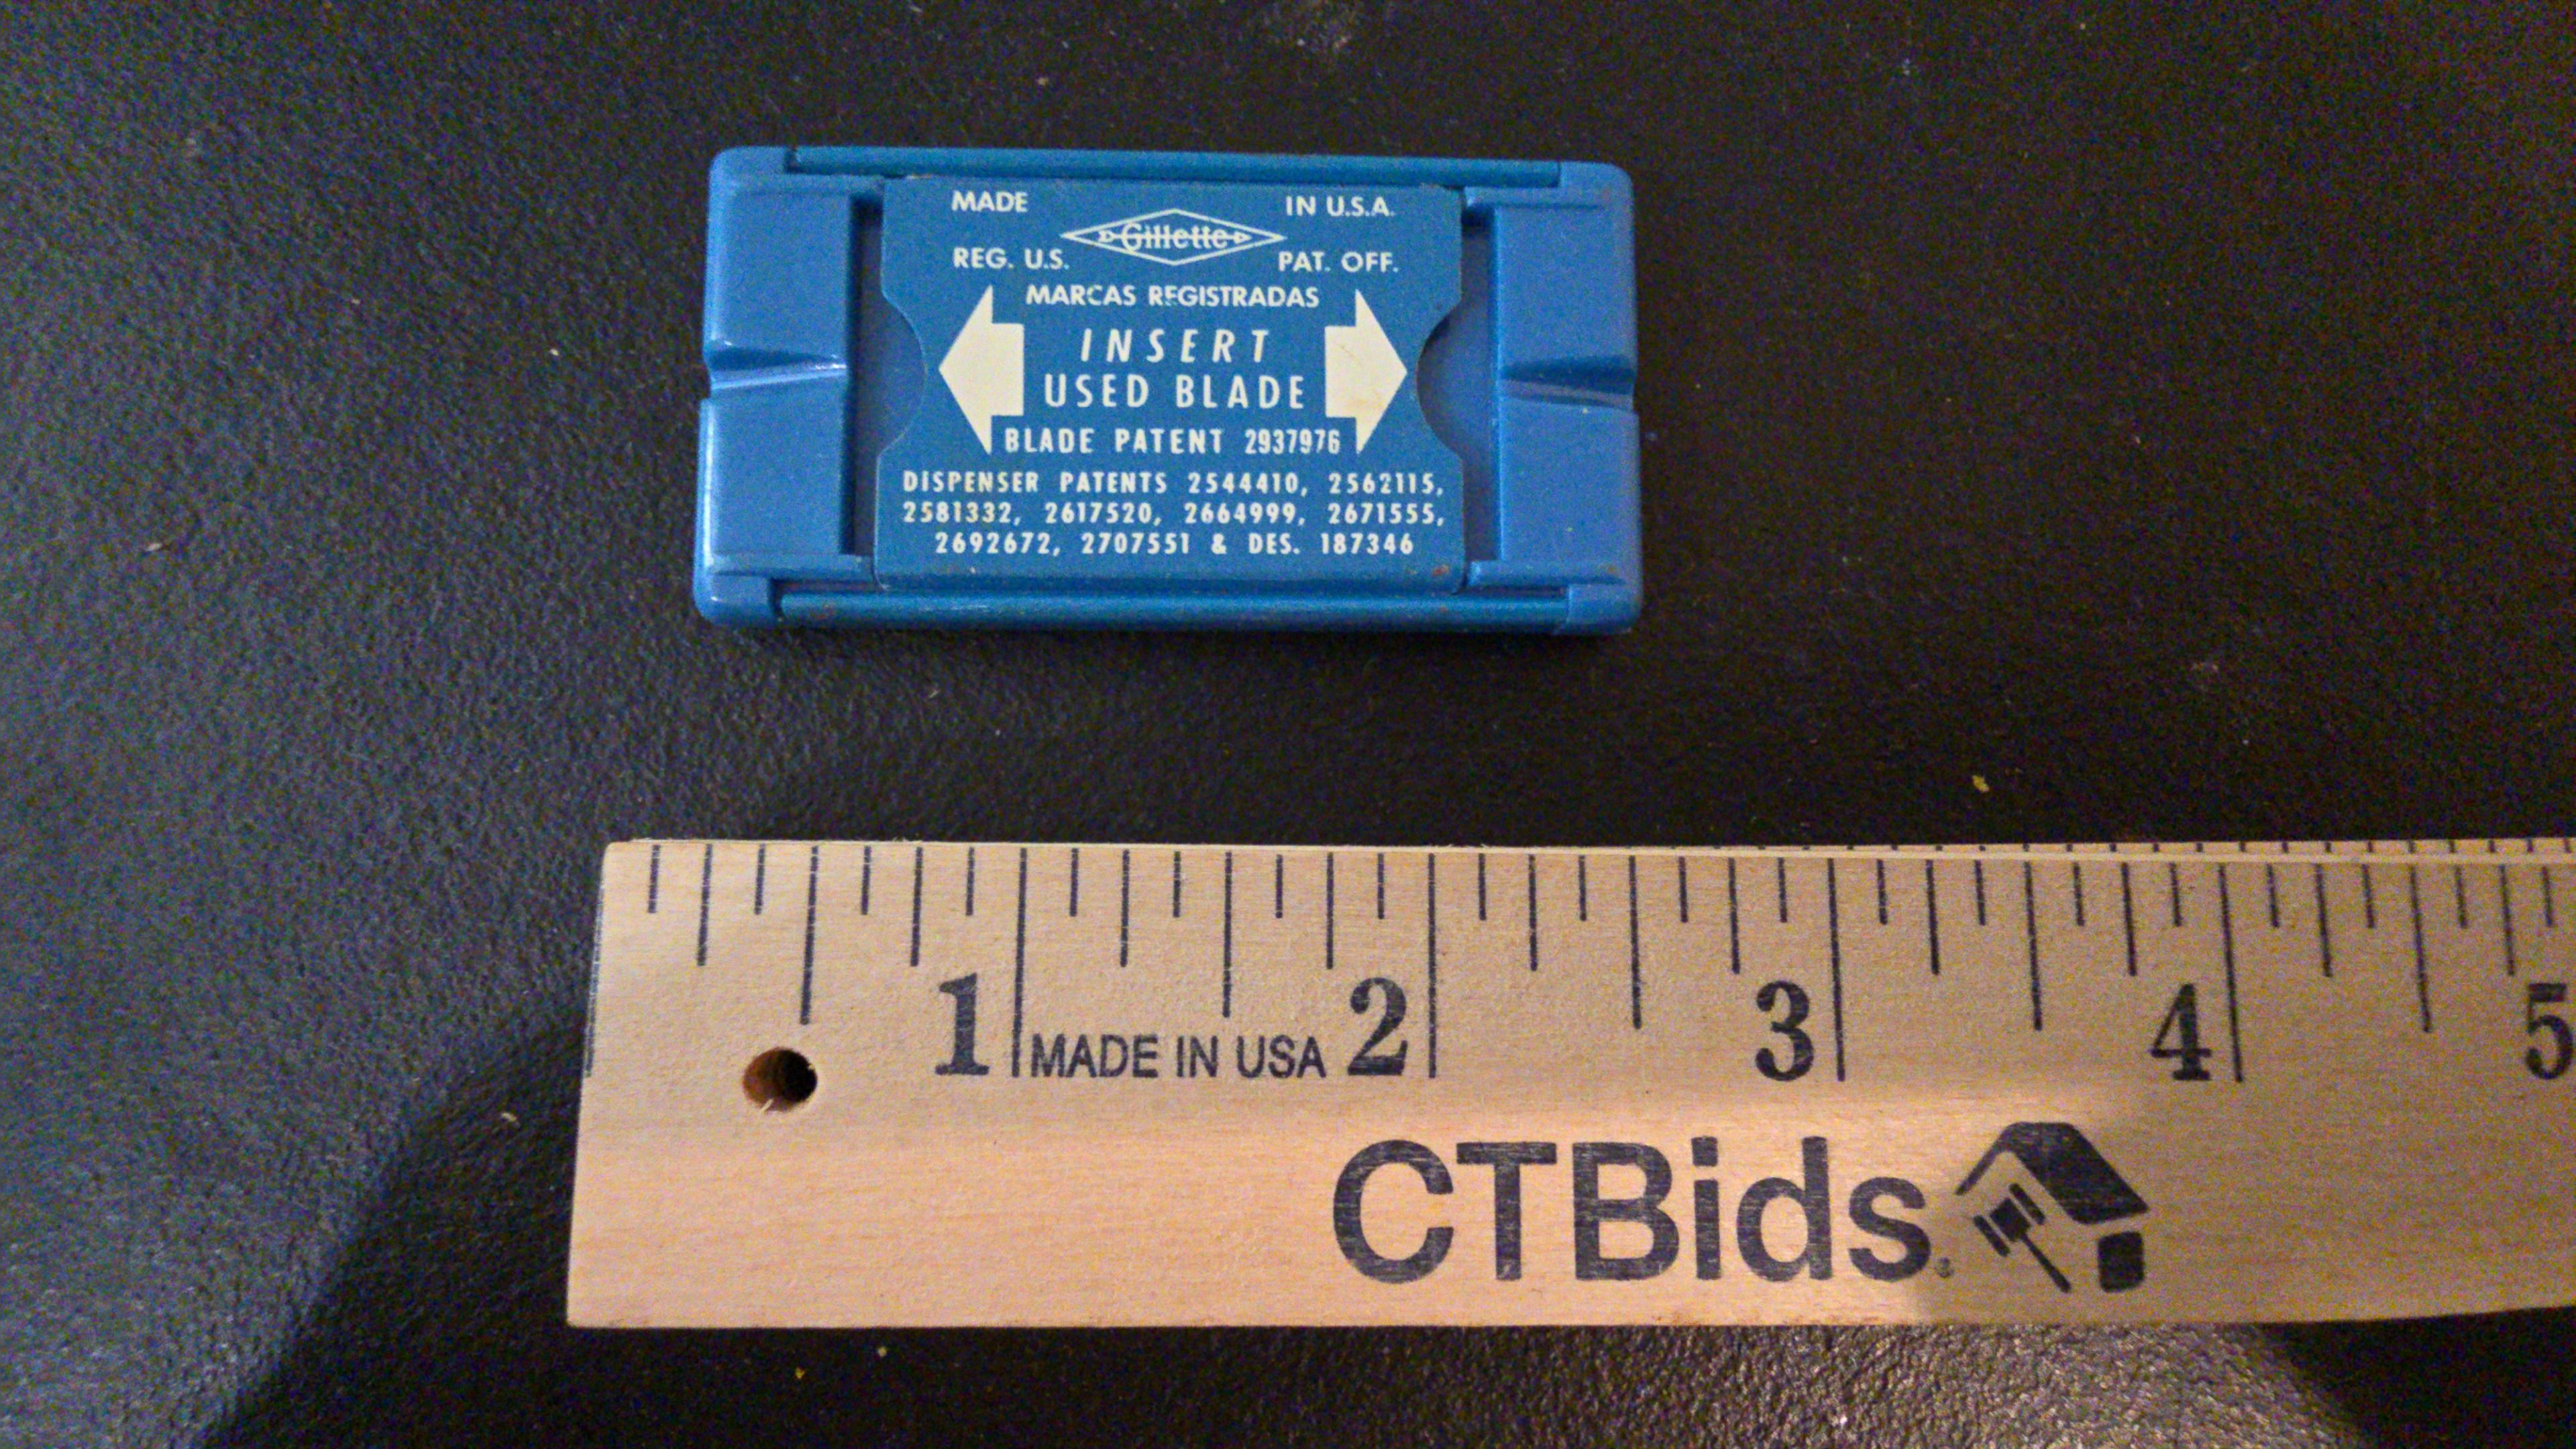 MADE IN U.S.A.
Gillette
REG. U.S. PAT. OFF.
MARCAS REGISTRADAS
INSERT
USED BLADE
BLADE PATENT 2937976
DISPENSER PATENTS 2544410, 2562115,
2581332, 2617520, 2664999, 2671555,
2692672, 2707551 & DES. 187346
1 MADE IN USA 2 3 4 5
CTBids